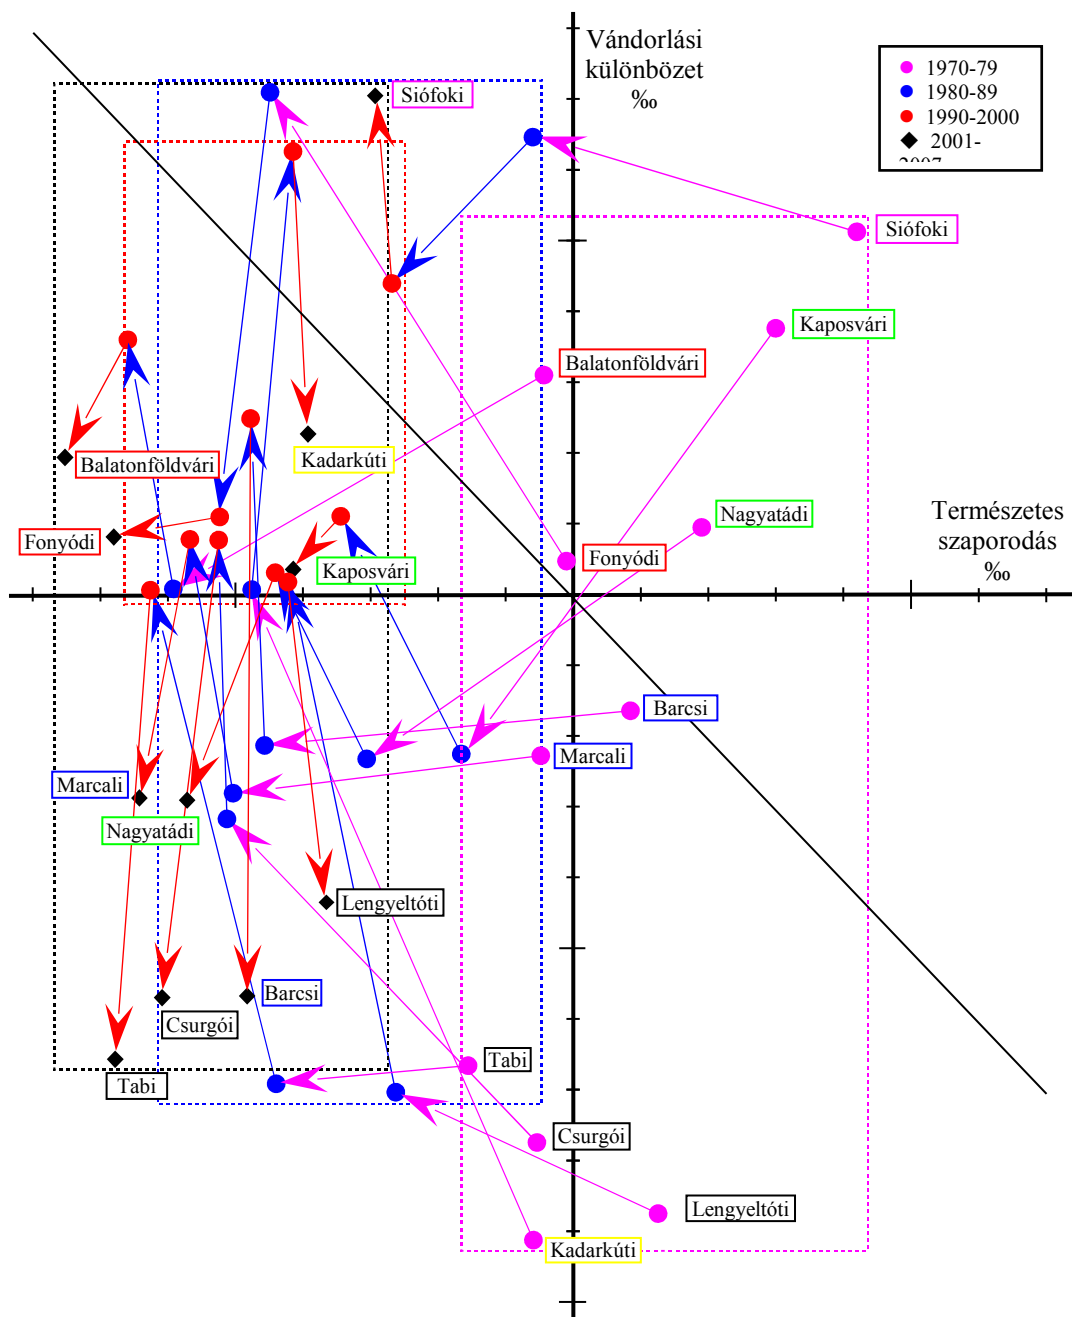 Vándorlási
különbözet
‰
1970-79
1980-89
1990-2000
2001-
Siófoki
Siófoki
Kaposvári
Balatonföldvári
Kadarkúti
Balatonföldvári
Nagyatádi
Természetes
szaporodás
‰
Fonyódi
Kaposvári
Fonyódi
Barcsi
Marcali
Marcali
Nagyatádi
Lengyeltóti
Barcsi
Csurgói
Tabi
Tabi
Csurgói
Lengyeltóti
Kadarkúti